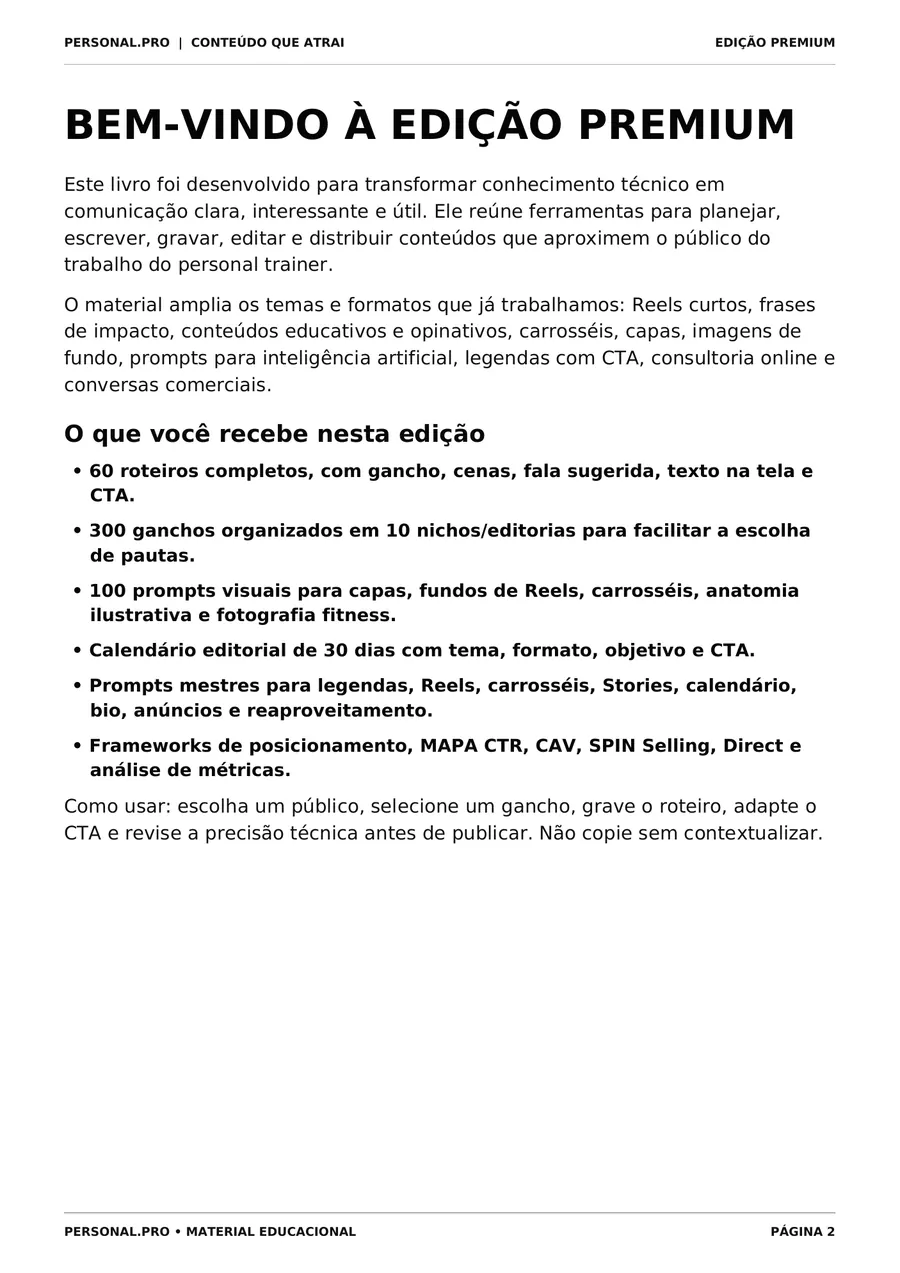 PERSONAL.PRO | CONTEÚDO QUE ATRAI
EDIÇÃO PREMIUM
BEM-VINDO À EDIÇÃO PREMIUM
Este livro foi desenvolvido para transformar conhecimento técnico em
comunicação clara, interessante e útil. Ele reúne ferramentas para planejar,
escrever, gravar, editar e distribuir conteúdos que aproximem o público do
trabalho do personal trainer.
O material amplia os temas e formatos que já trabalhamos: Reels curtos, frases
de impacto, conteúdos educativos e opinativos, carrosséis, capas, imagens de
fundo, prompts para inteligência artificial, legendas com CTA, consultoria online e
conversas comerciais.
O que você recebe nesta edição
• 60 roteiros completos, com gancho, cenas, fala sugerida, texto na tela e
CTA.
• 300 ganchos organizados em 10 nichos/editorias para facilitar a escolha
de pautas.
• 100 prompts visuais para capas, fundos de Reels, carrosséis, anatomia
ilustrativa e fotografia fitness.
• Calendário editorial de 30 dias com tema, formato, objetivo e CTA.
• Prompts mestres para legendas, Reels, carrosséis, Stories, calendário,
bio, anúncios e reaproveitamento.
• Frameworks de posicionamento, MAPA CTR, CAV, SPIN Selling, Direct e
análise de métricas.
Como usar: escolha um público, selecione um gancho, grave o roteiro, adapte o
CTA e revise a precisão técnica antes de publicar. Não copie sem contextualizar.
PERSONAL.PRO • MATERIAL EDUCACIONAL
PÁGINA 2